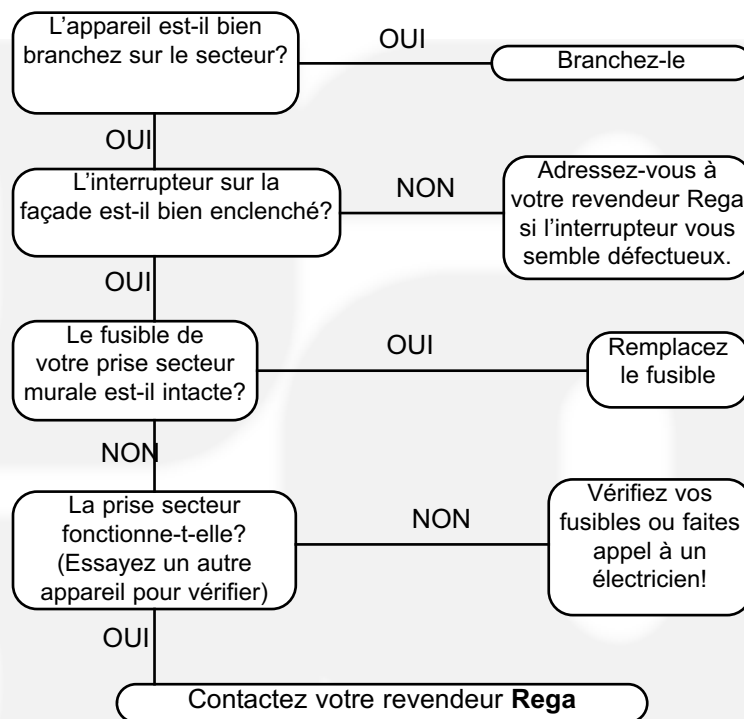 L'appareil est-il bien
branchez sur le secteur?
OUI
Branchez-le
OUI
L'interrupteur sur la
façade est-il bien enclenché?
NON
Adressez-vous à
votre revendeur Rega
si l'interrupteur vous
semble défectueux.
OUI
Le fusible de
votre prise secteur
murale est-il intacte?
OUI
Remplacez
le fusible
NON
La prise secteur
fonctionne-t-elle?
(Essayez un autre
appareil pour vérifier)
NON
Vérifiez vos
fusibles ou faites
appel à un
électricien!
OUI
Contactez votre revendeur Rega